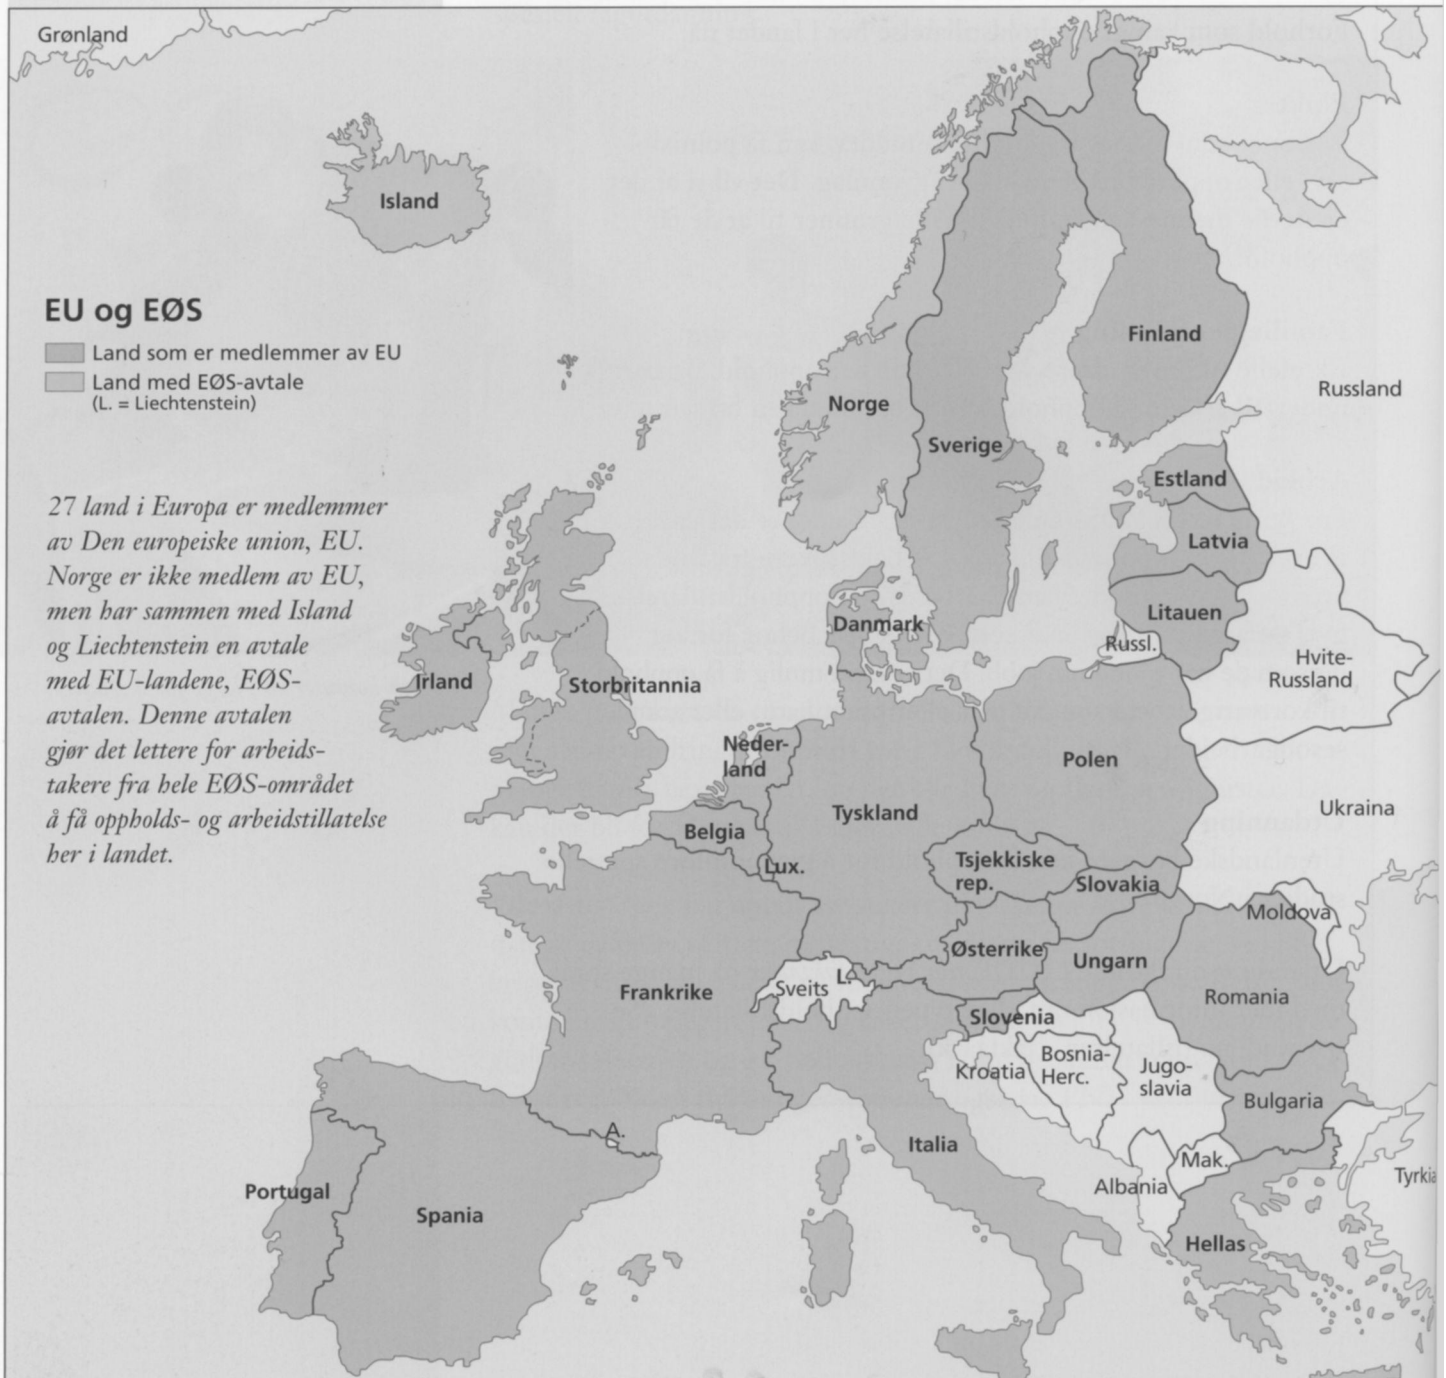 Grønland
Island
EU og EØS
Land som er medlemmer av EU
Land med EØS-avtale
(L. = Liechtenstein)
27 land i Europa er medlemmer
av Den europeiske union, EU.
Norge er ikke medlem av EU,
men har sammen med Island
og Liechtenstein en avtale
med EU-landene, EØS-
avtalen. Denne avtalen
gjør det lettere for arbeids-
takere fra hele EØS-området
å få oppholds- og arbeidstillatelse
her i landet.
Finland
Russland
Norge
Sverige
Estland
Latvia
Litauen
Danmark
Russl.
Hvite-
Russland
Irland
Storbritannia
Neder-
land
Polen
Ukraina
Tyskland
Belgia
Lux.
Tsjekkiske
rep.
Slovakia
Moldova
Østerrike
Ungarn
Sveits
L.
Frankrike
Romania
Slovenia
Kroatia
Bosnia-
Herc.
Jugo-
slavia
Bulgaria
A.
Italia
Mak.
Albania
Tyrkia
Portugal
Spania
Hellas